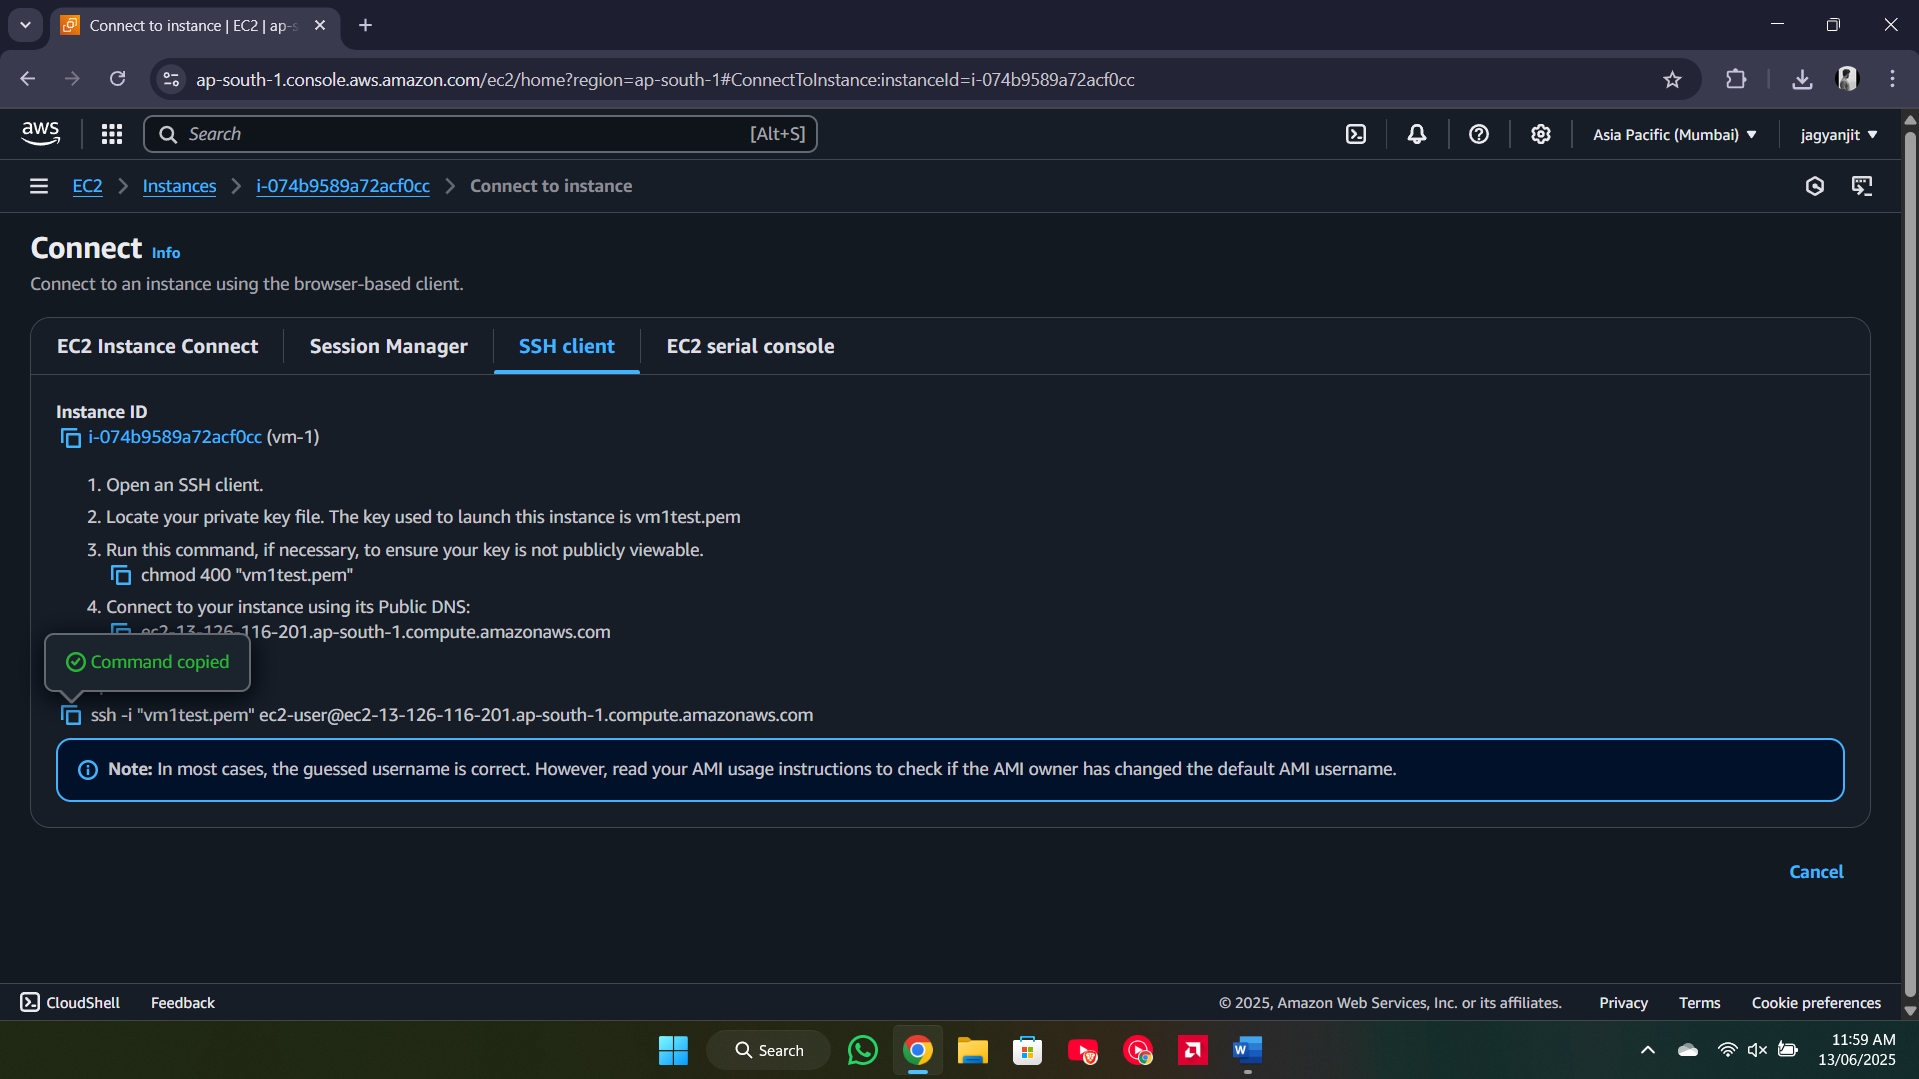 Connect to instance | EC2 | ap-s
ap-south-1.console.aws.amazon.com/ec2/home?region=ap-south-1#ConnectToInstance:instanceId=i-074b9589a72acf0cc
aws
Search
[Alt+S]
Asia Pacific (Mumbai)
jagyanjit
EC2
Instances
i-074b9589a72acf0cc
Connect to instance
Connect Info
Connect to an instance using the browser-based client.
EC2 Instance Connect
Session Manager
SSH client
EC2 serial console
Instance ID
i-074b9589a72acf0cc (vm-1)
1. Open an SSH client.
2. Locate your private key file. The key used to launch this instance is vm1test.pem
3. Run this command, if necessary, to ensure your key is not publicly viewable.
chmod 400 "vm1test.pem"
4. Connect to your instance using its Public DNS:
ec2-13-126-116-201.ap-south-1.compute.amazonaws.com
Command copied
ssh -i "vm1test.pem" ec2-user@ec2-13-126-116-201.ap-south-1.compute.amazonaws.com
Note: In most cases, the guessed username is correct. However, read your AMI usage instructions to check if the AMI owner has changed the default AMI username.
Cancel
CloudShell
Feedback
© 2025, Amazon Web Services, Inc. or its affiliates.
Privacy
Terms
Cookie preferences
Search
W
11:59 AM
13/06/2025